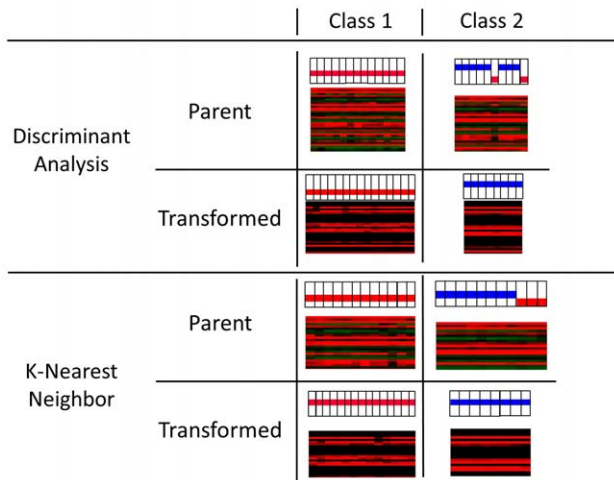 Class 1
Class 2
Discriminant
Analysis
Parent
Transformed
K-Nearest
Neighbor
Parent
Transformed